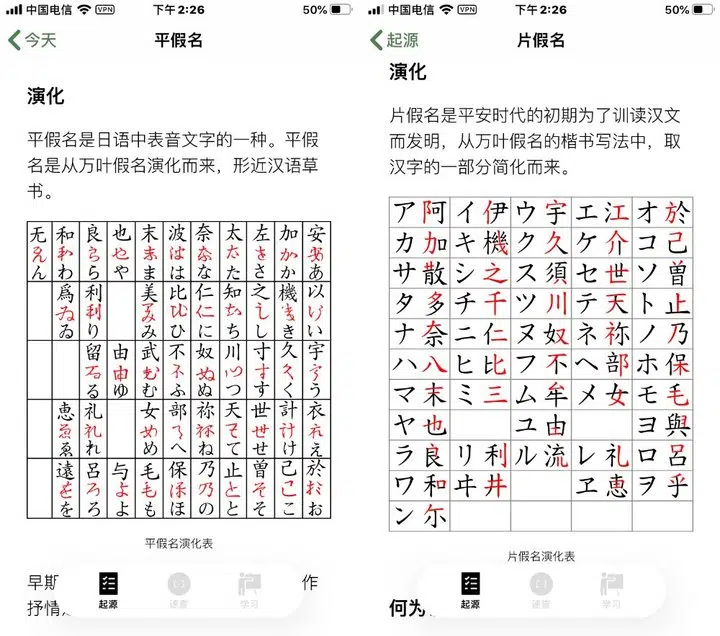 中国电信 VPN 下午2:26 50%
今天 平假名
演化
平假名是日语中表音文字的一种。平假
名是从万叶假名演化而来，形近汉语草
书。
无 和 良 也 末 波 奈 太 左 加 安
ん わ ら や ま は な た さ か あ
爲 利 美 比 仁 知 之 機 以
ゐ り み ひ に ち し き い
留 由 武 不 奴 川 寸 久 宇
る ゆ む ふ ぬ つ す く う
恵 礼 女 部 祢 天 世 計 衣
ゑ れ め へ ね て せ け え
遠 呂 与 毛 保 乃 止 曽 己 於
を ろ よ も ほ の と そ こ お
平假名演化表
早斯 作
抒情
起源 速查 学习
中国电信 VPN 下午2:26 50%
起源 片假名
演化
片假名是平安时代的初期为了训读汉文
而发明，从万叶假名的楷书写法中，取
汉字的一部分简化而来。
ア阿 イ伊 ウ宇 エ江 オ於
カ加 キ機 ク久 ケ介 コ己
サ散 シ之 ス須 セ世 ソ曽
タ多 チ千 ツ川 テ天 ト止
ナ奈 ニ仁 ヌ奴 ネ祢 ノ乃
ハ八 ヒ比 フ不 ヘ部 ホ保
マ末 ミ三 ム牟 メ女 モ毛
ヤ也 ユ由 ヨ與
ラ良 リ利 ル流 レ礼 ロ呂
ワ和 ヰ井 ヱ恵 ヲ乎
ン尓
片假名演化表
何为
起源 速查 学习